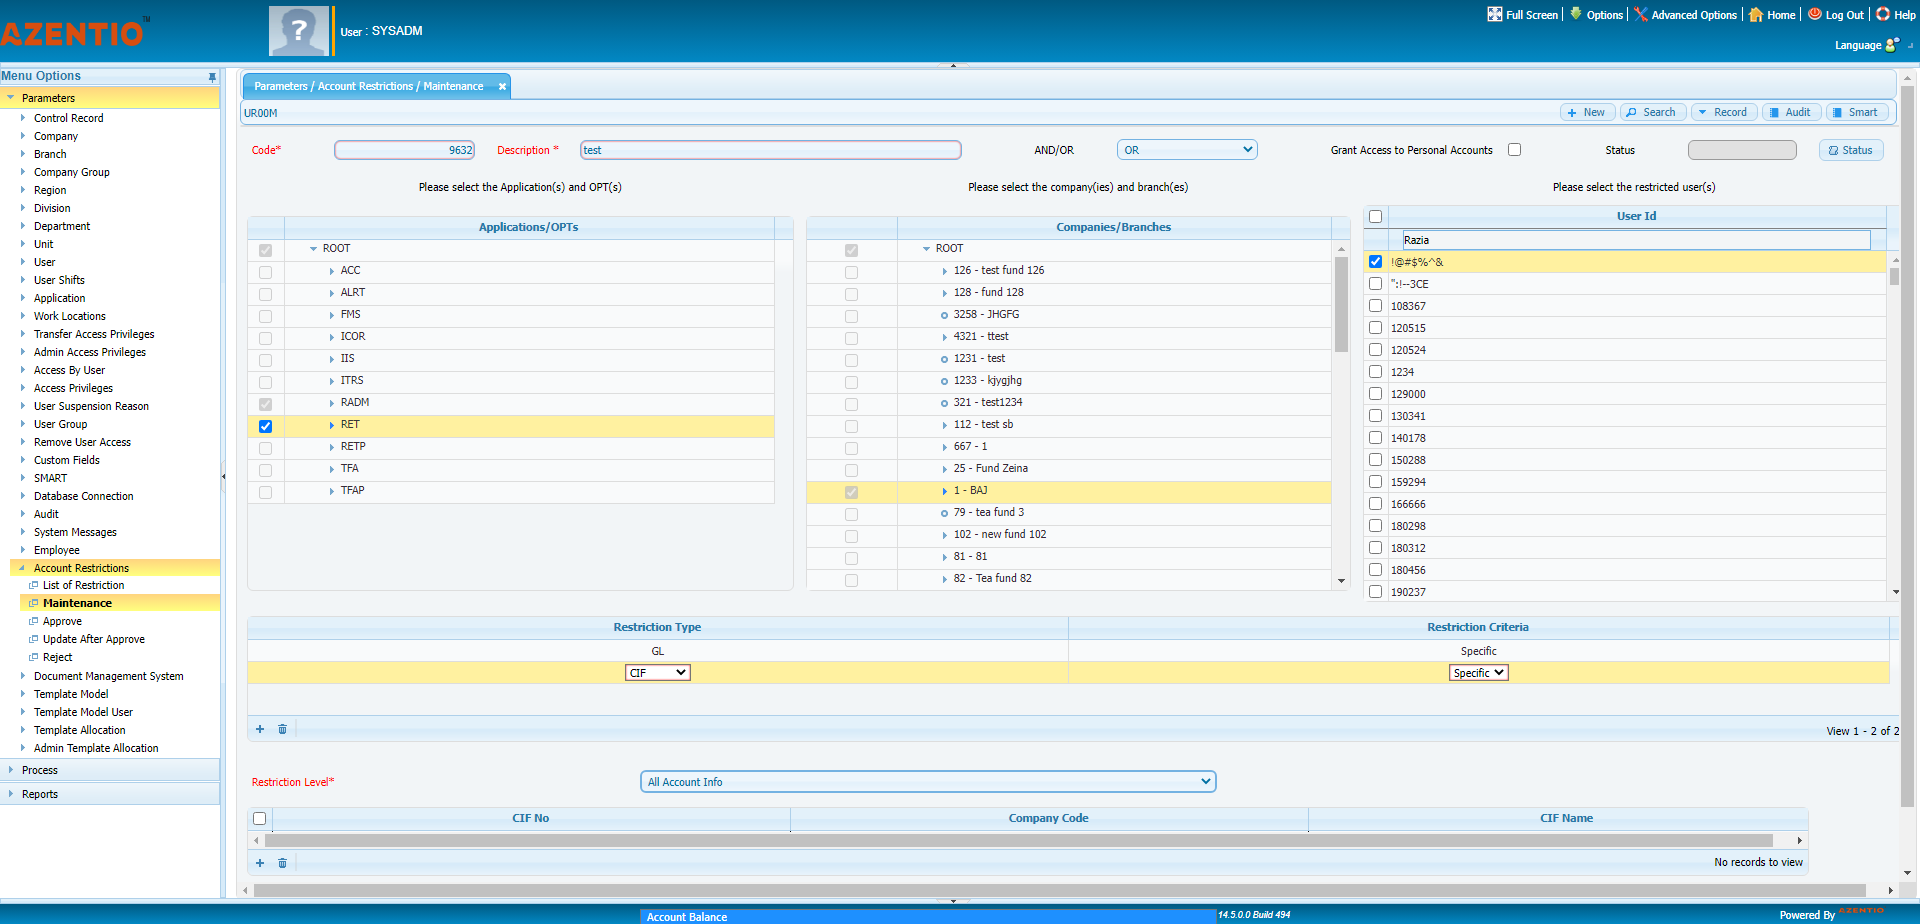 AZENTIO™
User : SYSADM
Full Screen | Options | Advanced Options | Home | Log Out | Help
Language
Menu Options
Parameters
Control Record
Company
Branch
Company Group
Region
Division
Department
Unit
User
User Shifts
Application
Work Locations
Transfer Access Privileges
Admin Access Privileges
Access By User
Access Privileges
User Suspension Reason
User Group
Remove User Access
Custom Fields
SMART
Database Connection
Audit
System Messages
Employee
Account Restrictions
List of Restriction
Maintenance
Approve
Update After Approve
Reject
Document Management System
Template Model
Template Model User
Template Allocation
Admin Template Allocation
Process
Reports
Parameters / Account Restrictions / Maintenance
UR00M
New Search Record Audit Smart
Code* 9632 Description * test AND/OR OR Grant Access to Personal Accounts Status Status
Please select the Application(s) and OPT(s)
Applications/OPTs
ROOT
ACC
ALRT
FMS
ICOR
IIS
ITRS
RADM
RET
RETP
TFA
TFAP
Please select the company(ies) and branch(es)
Companies/Branches
ROOT
126 - test fund 126
128 - fund 128
3258 - JHGFG
4321 - ttest
1231 - test
1233 - kjygjhg
321 - test1234
112 - test sb
667 - 1
25 - Fund Zeina
1 - BAJ
79 - tea fund 3
102 - new fund 102
81 - 81
82 - Tea fund 82
Please select the restricted user(s)
User Id
Razia
!@#$%^&
":!--3CE
108367
120515
120524
1234
129000
130341
140178
150288
159294
166666
180298
180312
180456
190237
Restriction Type Restriction Criteria
GL Specific
CIF Specific
View 1 - 2 of 2
Restriction Level* All Account Info
CIF No Company Code CIF Name
No records to view
Account Balance
14.5.0.0 Build 494
Powered By AZENTIO